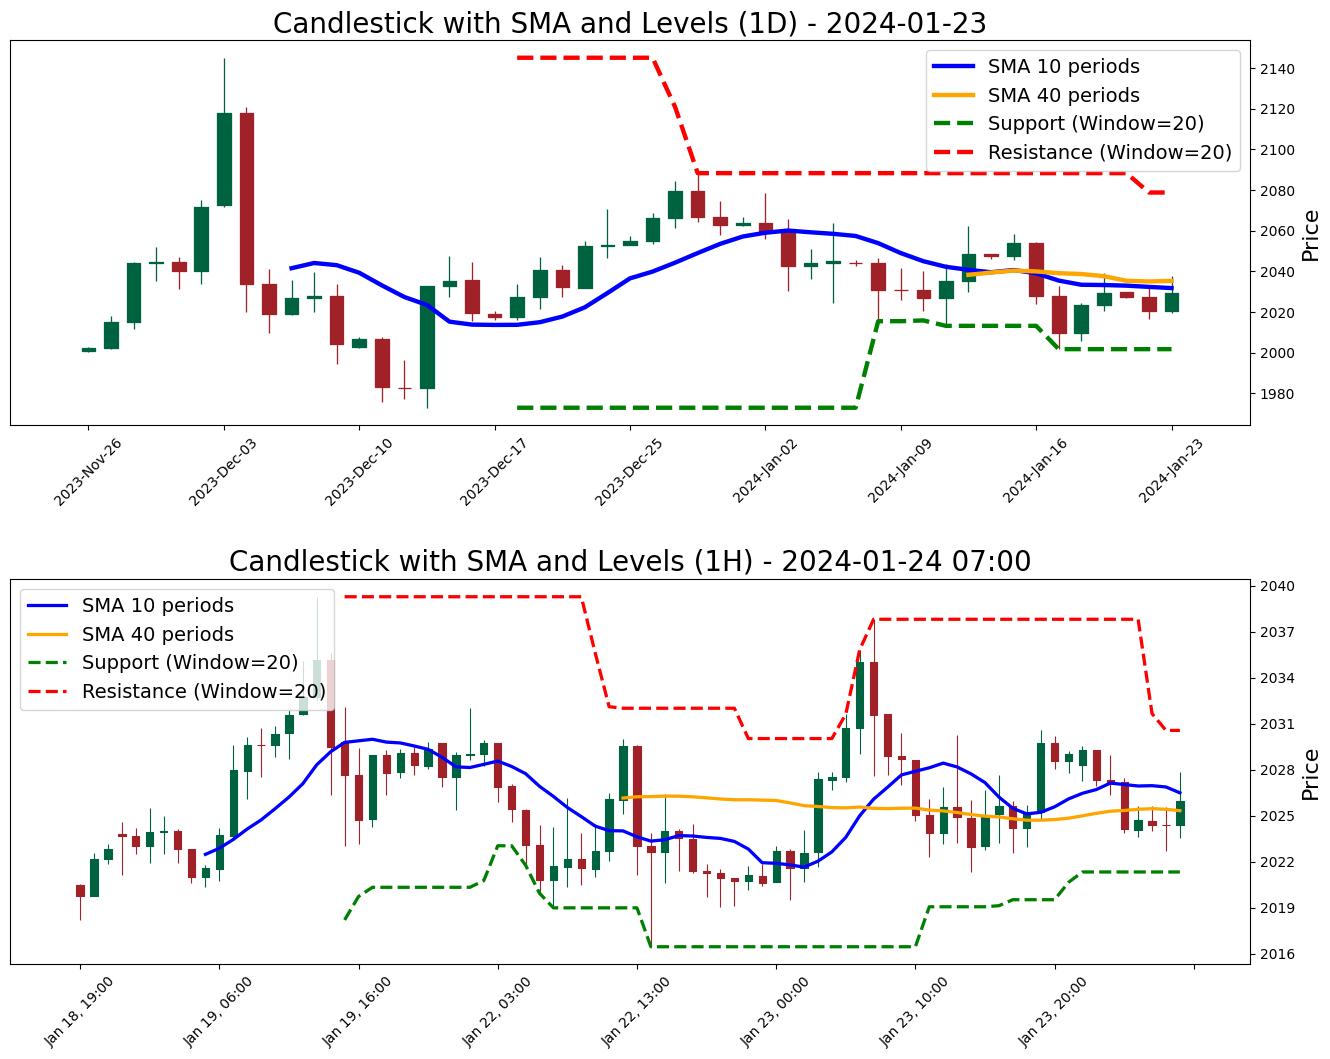 Candlestick with SMA and Levels (1D) - 2024-01-23
SMA 10 periods
SMA 40 periods
Support (Window=20)
Resistance (Window=20)
2140
2120
2100
2080
2060
2040
2020
2000
1980
Price
2023-Nov-26
2023-Dec-03
2023-Dec-10
2023-Dec-17
2023-Dec-25
2024-Jan-02
2024-Jan-09
2024-Jan-16
2024-Jan-23
Candlestick with SMA and Levels (1H) - 2024-01-24 07:00
SMA 10 periods
SMA 40 periods
Support (Window=20)
Resistance (Window=20)
2040
2037
2034
2031
2028
2025
2022
2019
2016
Price
Jan 18, 19:00
Jan 19, 06:00
Jan 19, 16:00
Jan 22, 03:00
Jan 22, 13:00
Jan 23, 00:00
Jan 23, 10:00
Jan 23, 20:00